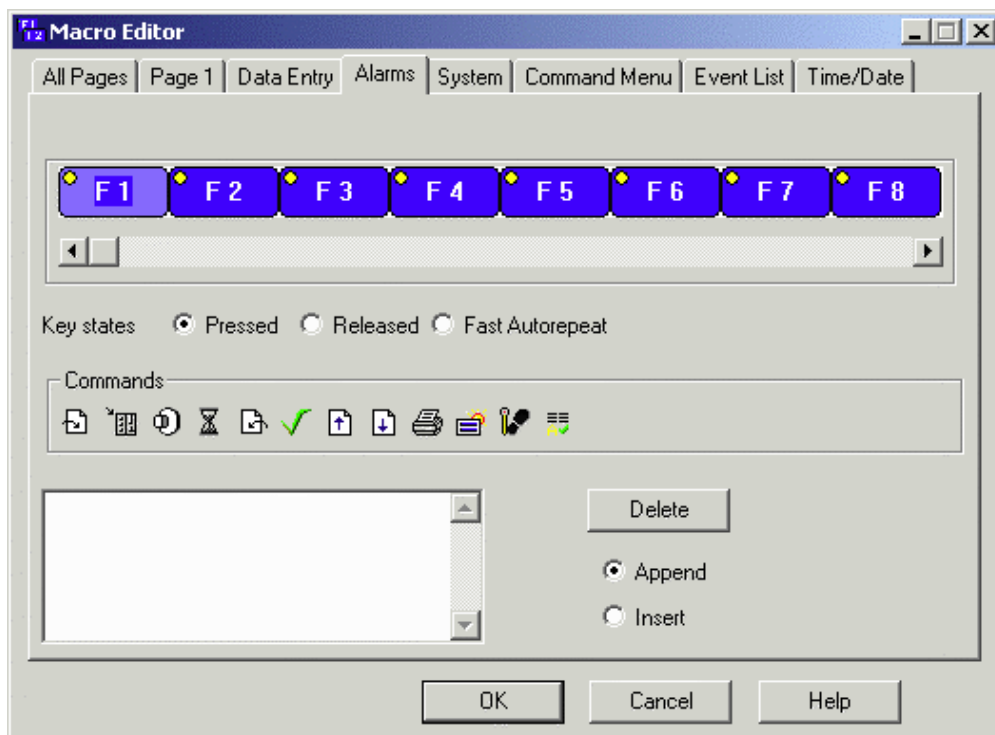 Macro Editor
All Pages Page 1 Data Entry Alarms System Command Menu Event List Time/Date
F 1 F 2 F 3 F 4 F 5 F 6 F 7 F 8
Key states Pressed Released Fast Autorepeat
Commands
Delete
Append
Insert
OK Cancel Help